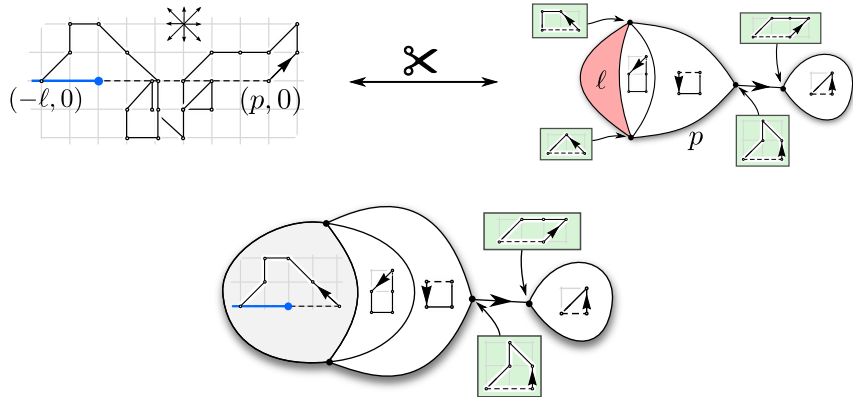 (−ℓ, 0)
(p, 0)
ℓ
p